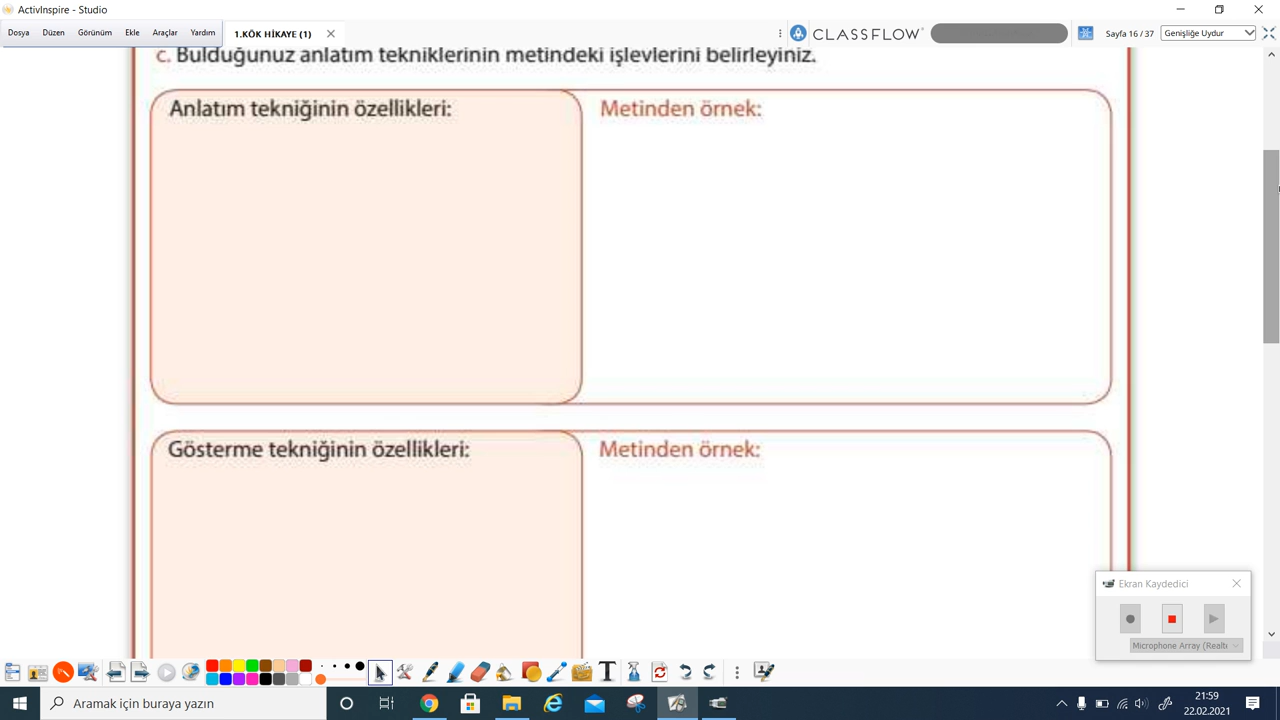 ActivInspire - Studio
Dosya Düzen Görünüm Ekle Araçlar Yardım
1.KÖK HİKAYE (1)
CLASSFLOW
Sayfa 16 / 37
Genişliğe Uydur
c. Bulduğunuz anlatım tekniklerinin metindeki işlevlerini belirleyiniz.
Anlatım tekniğinin özellikleri:
Metinden örnek:
Gösterme tekniğinin özellikleri:
Metinden örnek:
Ekran Kaydedici
Microphone Array (Realt
Aramak için buraya yazın
21:59
22.02.2021